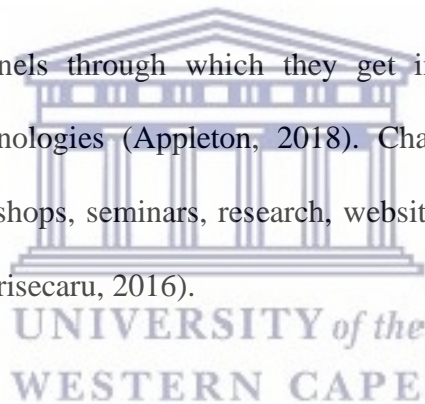 nels through which they get i
nologies (Appleton, 2018). Cha
shops, seminars, research, websit
risecaru, 2016).
UNIVERSITY of the
WESTERN CAPE